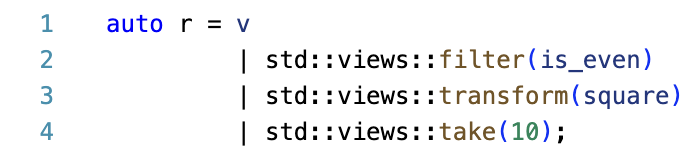 1 auto r = v
2 | std::views::filter(is_even)
3 | std::views::transform(square)
4 | std::views::take(10);